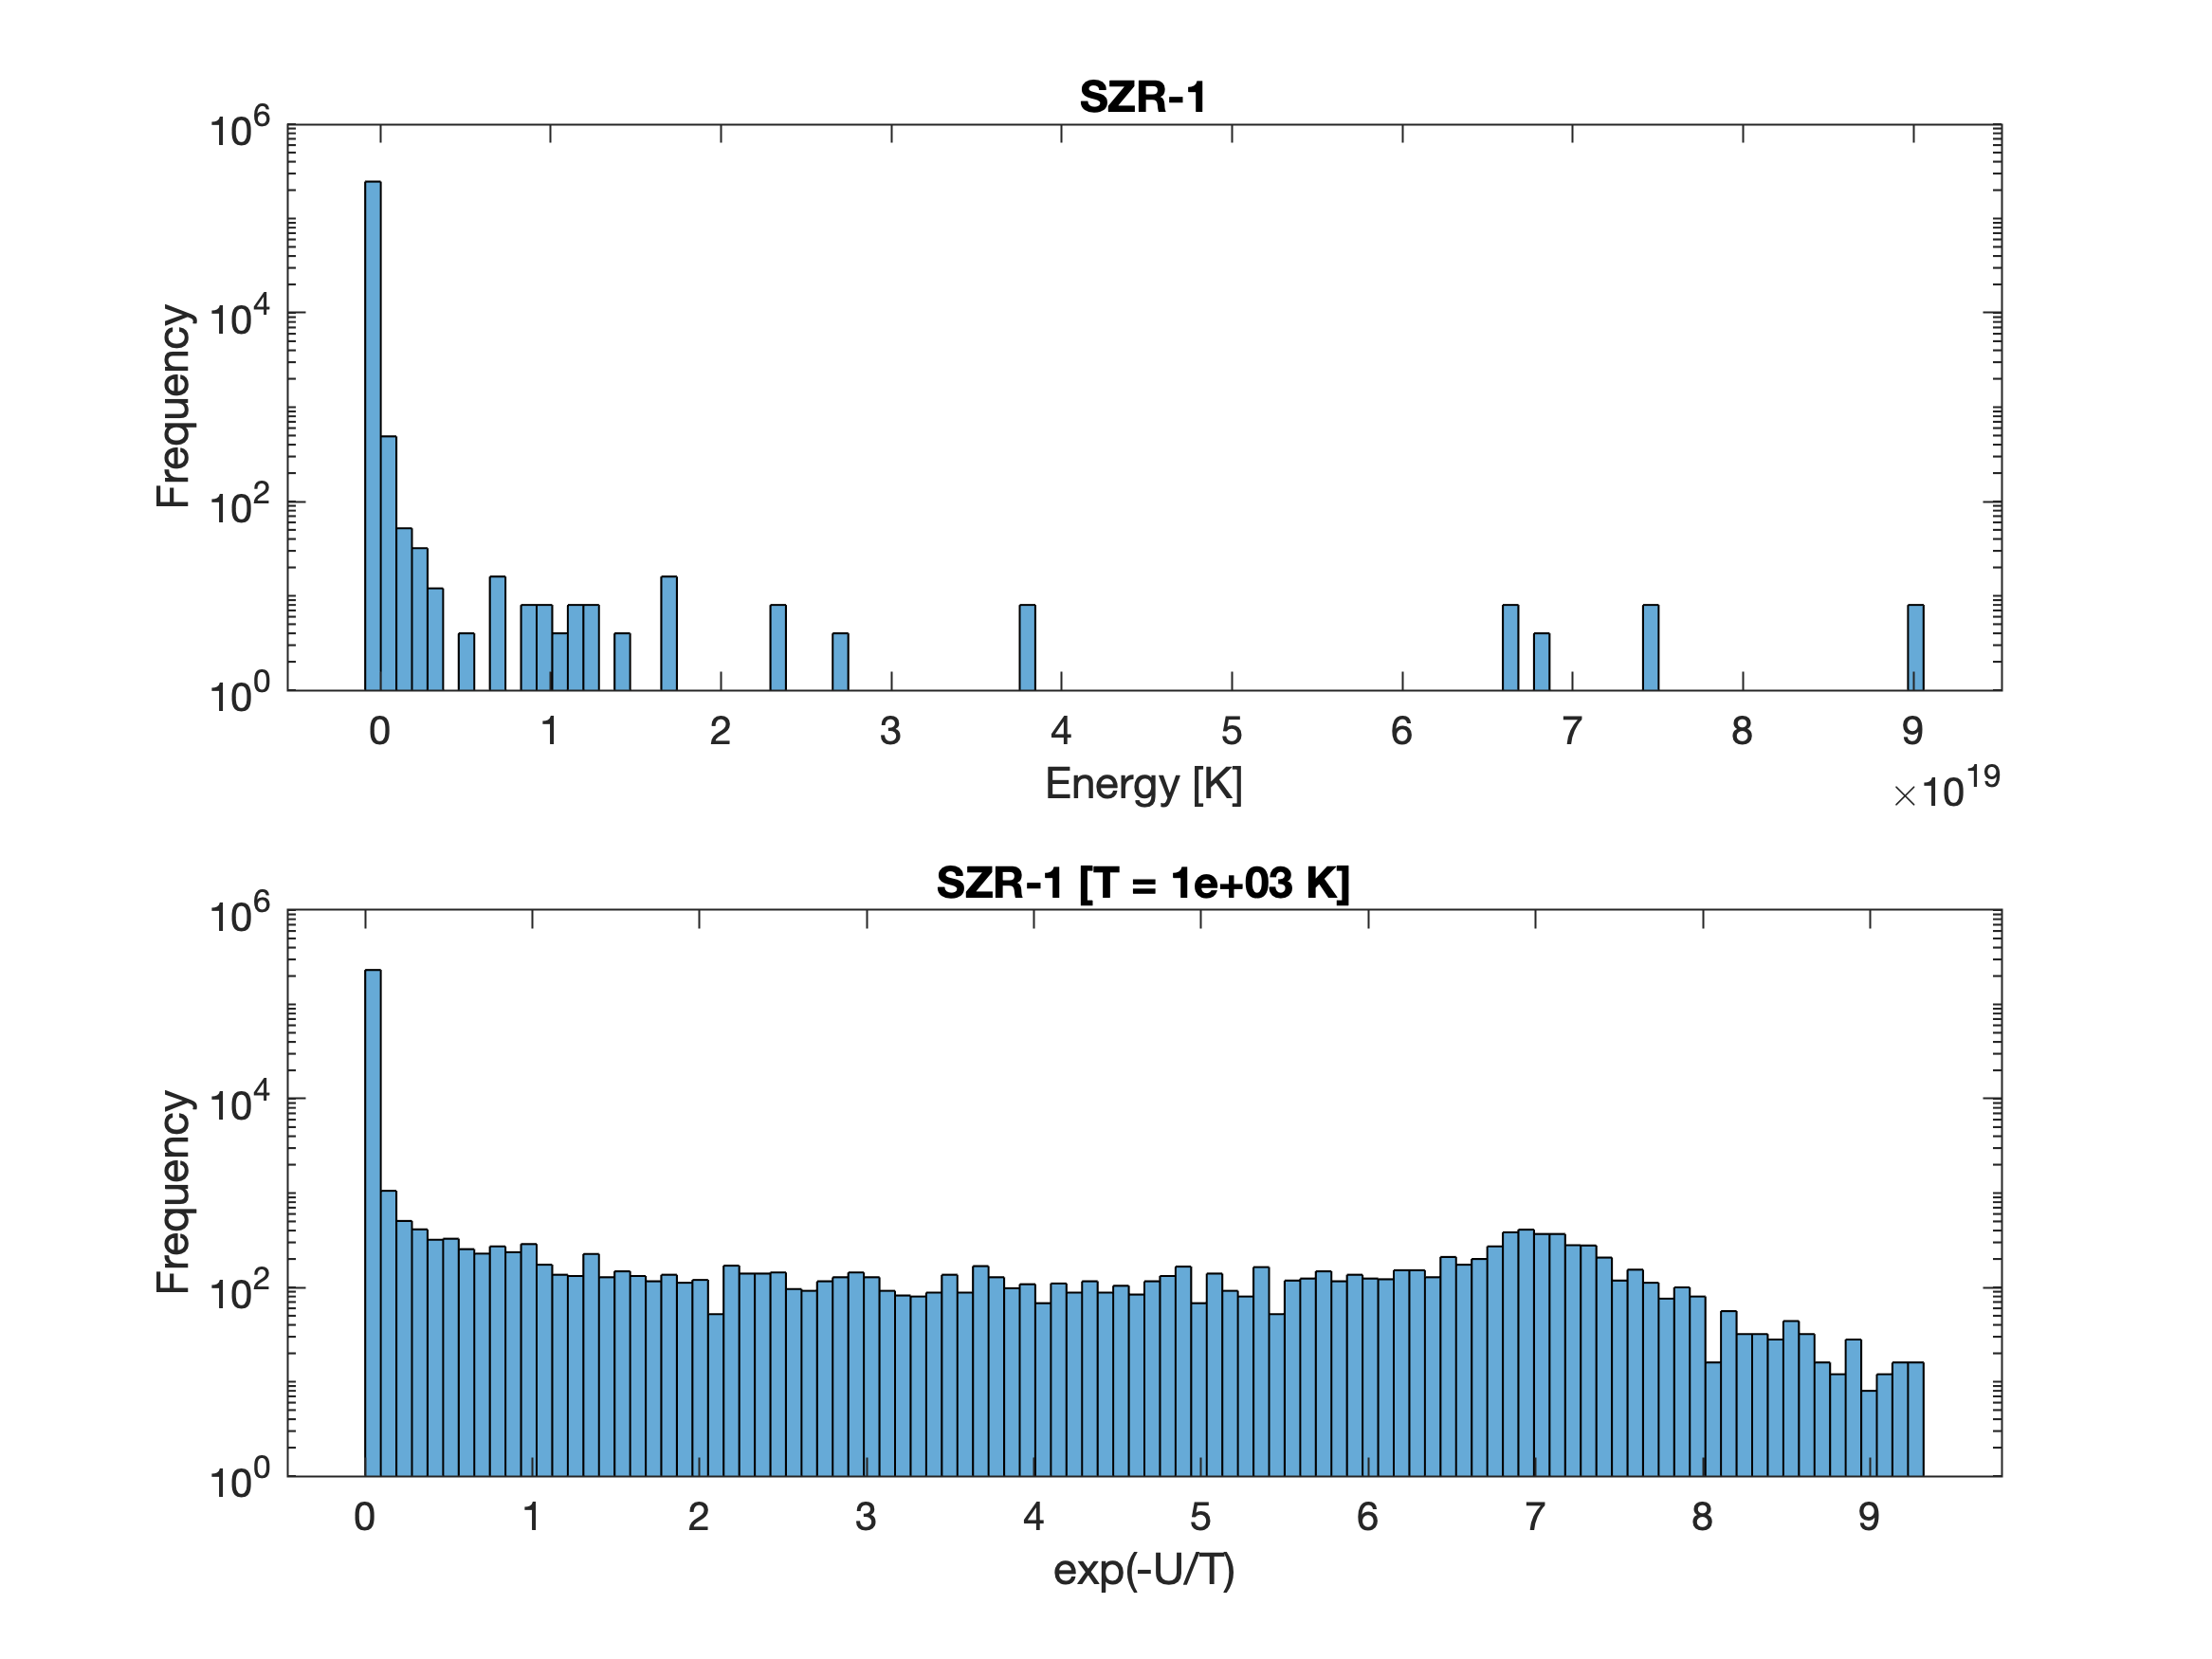 SZR-1
10^6
10^4
10^2
10^0
Frequency
0 1 2 3 4 5 6 7 8 9
Energy [K]
×10^19
SZR-1 [T = 1e+03 K]
10^6
10^4
10^2
10^0
Frequency
0 1 2 3 4 5 6 7 8 9
exp(-U/T)